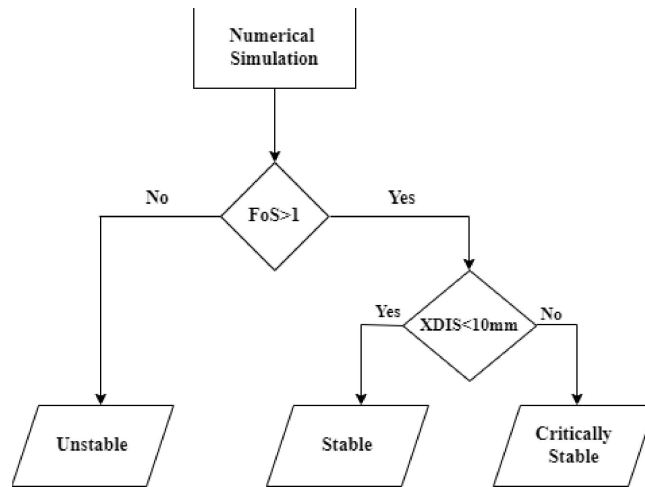 Numerical
Simulation
No
FoS>1
Yes
Yes
XDIS<10mm
No
Unstable
Stable
Critically
Stable